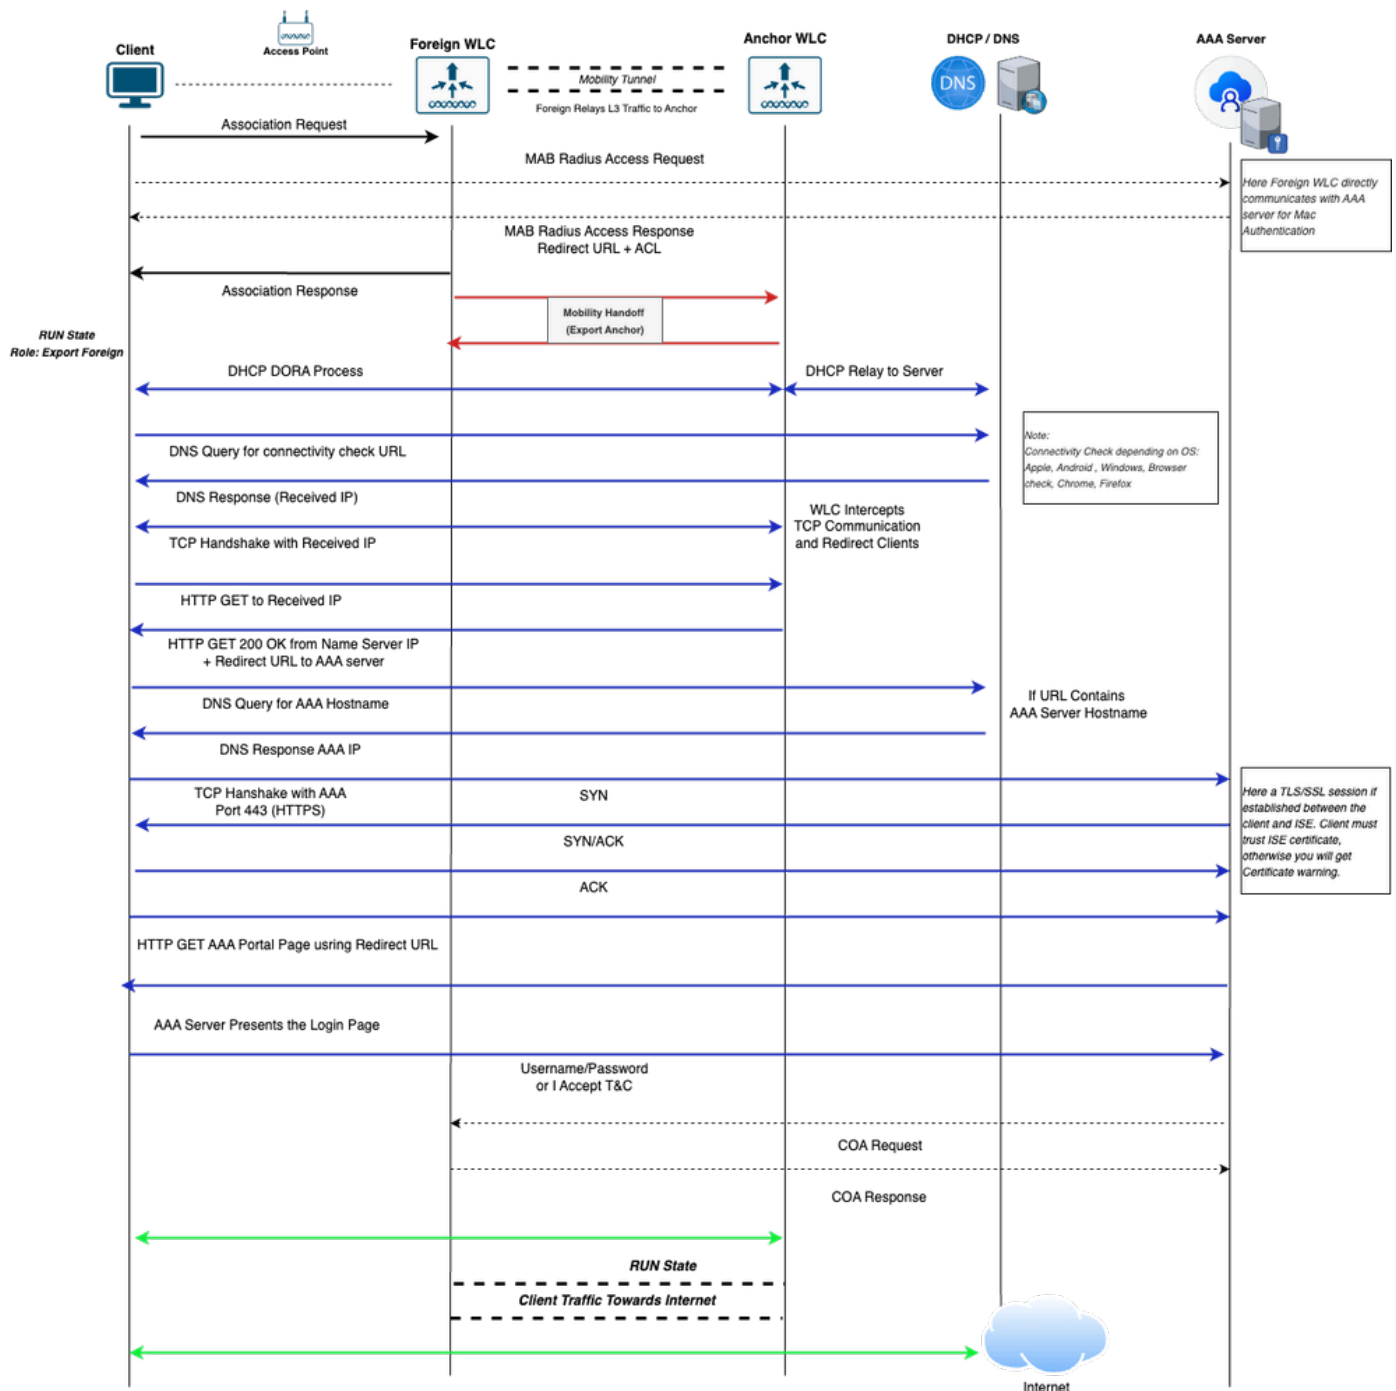 Client
Access Point
Foreign WLC
Mobility Tunnel
Foreign Relays L3 Traffic to Anchor
Anchor WLC
DHCP / DNS
DNS
AAA Server
Association Request
MAB Radius Access Request
Here Foreign WLC directly
communicates with AAA
server for Mac
Authentication
MAB Radius Access Response
Redirect URL + ACL
Association Response
Mobility Handoff
(Export Anchor)
RUN State
Role: Export Foreign
DHCP DORA Process
DHCP Relay to Server
Note:
Connectivity Check depending on OS:
Apple, Android , Windows, Browser
check, Chrome, Firefox
DNS Query for connectivity check URL
DNS Response (Received IP)
WLC Intercepts
TCP Communication
and Redirect Clients
TCP Handshake with Received IP
HTTP GET to Received IP
HTTP GET 200 OK from Name Server IP
+ Redirect URL to AAA server
DNS Query for AAA Hostname
If URL Contains
AAA Server Hostname
DNS Response AAA IP
TCP Hanshake with AAA
Port 443 (HTTPS)
SYN
Here a TLS/SSL session if
established between the
client and ISE. Client must
trust ISE certificate,
otherwise you will get
Certificate warning.
SYN/ACK
ACK
HTTP GET AAA Portal Page usring Redirect URL
AAA Server Presents the Login Page
Username/Password
or I Accept T&C
COA Request
COA Response
RUN State
Client Traffic Towards Internet
Internet